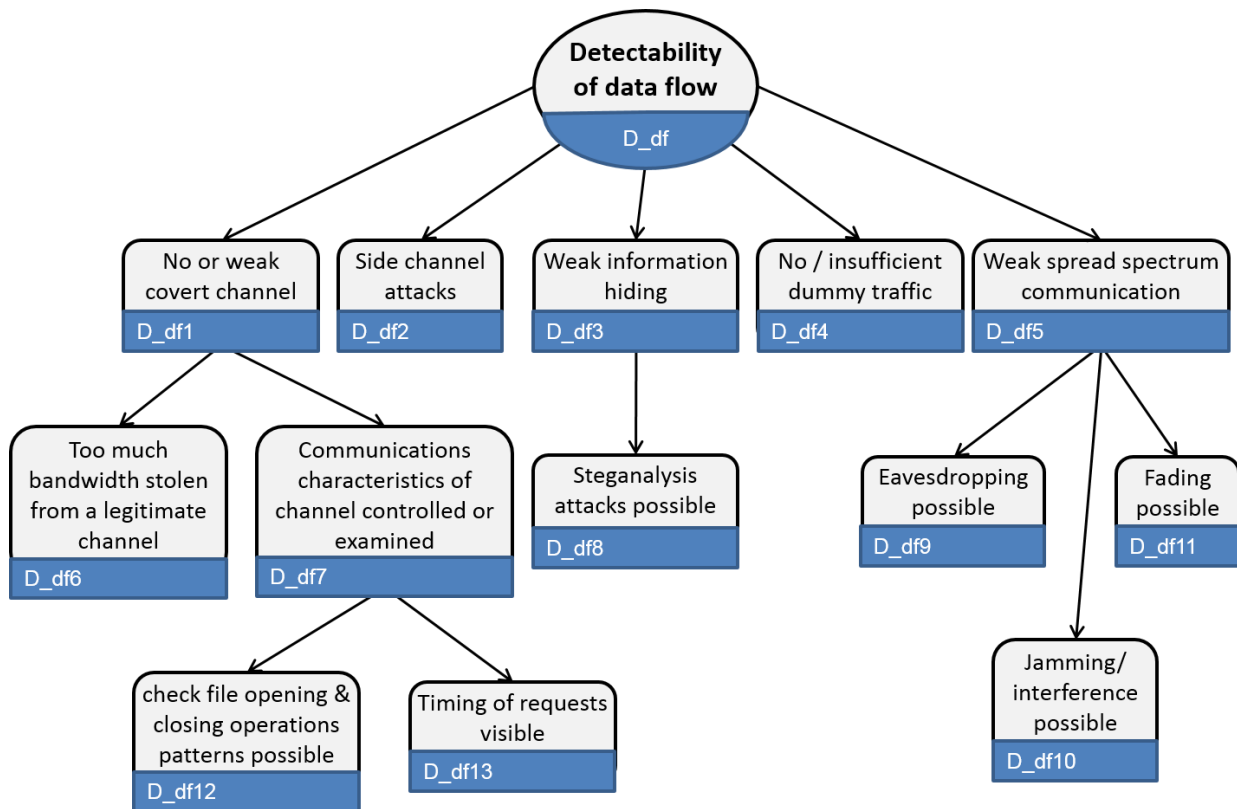 Detectability
of data flow
D_df
No or weak
covert channel
D_df1
Side channel
attacks
D_df2
Weak information
hiding
D_df3
No / insufficient
dummy traffic
D_df4
Weak spread spectrum
communication
D_df5
Too much
bandwidth stolen
from a legitimate
channel
D_df6
Communications
characteristics of
channel controlled or
examined
D_df7
Steganalysis
attacks possible
D_df8
Eavesdropping
possible
D_df9
Fading
possible
D_df11
check file opening &
closing operations
patterns possible
D_df12
Timing of requests
visible
D_df13
Jamming/
interference
possible
D_df10